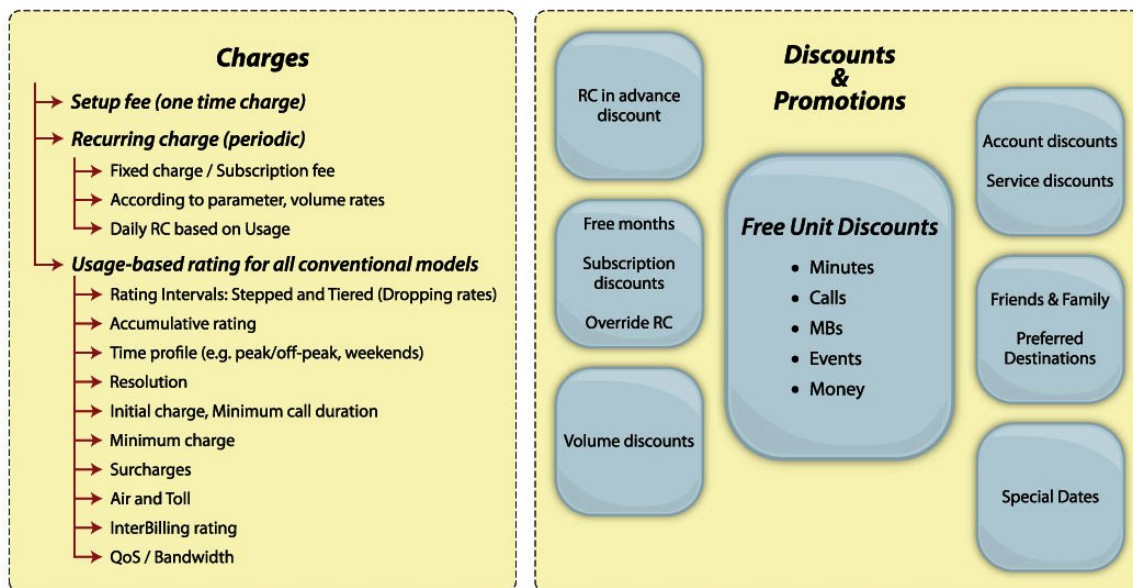 Charges
Setup fee (one time charge)
Recurring charge (periodic)
Fixed charge / Subscription fee
According to parameter, volume rates
Daily RC based on Usage
Usage-based rating for all conventional models
Rating Intervals: Stepped and Tiered (Dropping rates)
Accumulative rating
Time profile (e.g. peak/off-peak, weekends)
Resolution
Initial charge, Minimum call duration
Minimum charge
Surcharges
Air and Toll
InterBilling rating
QoS / Bandwidth
Discounts
&
Promotions
RC in advance
discount
Free months
Subscription
discounts
Override RC
Volume discounts
Free Unit Discounts
• Minutes
• Calls
• MBs
• Events
• Money
Account discounts
Service discounts
Friends & Family
Preferred
Destinations
Special Dates